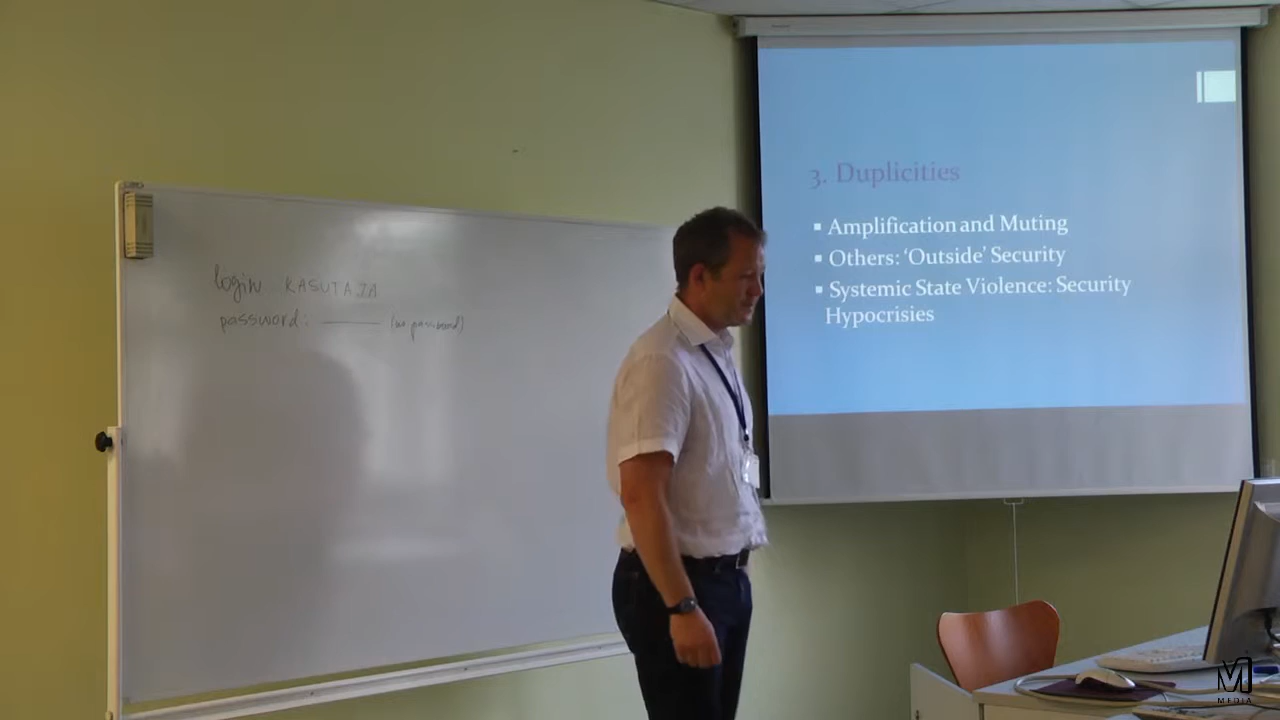 login: KASUTAJA
password: ——— (no password)
3. Duplicities
▪ Amplification and Muting
▪ Others: ‘Outside’ Security
▪ Systemic State Violence: Security
Hypocrisies
M
MEDIA